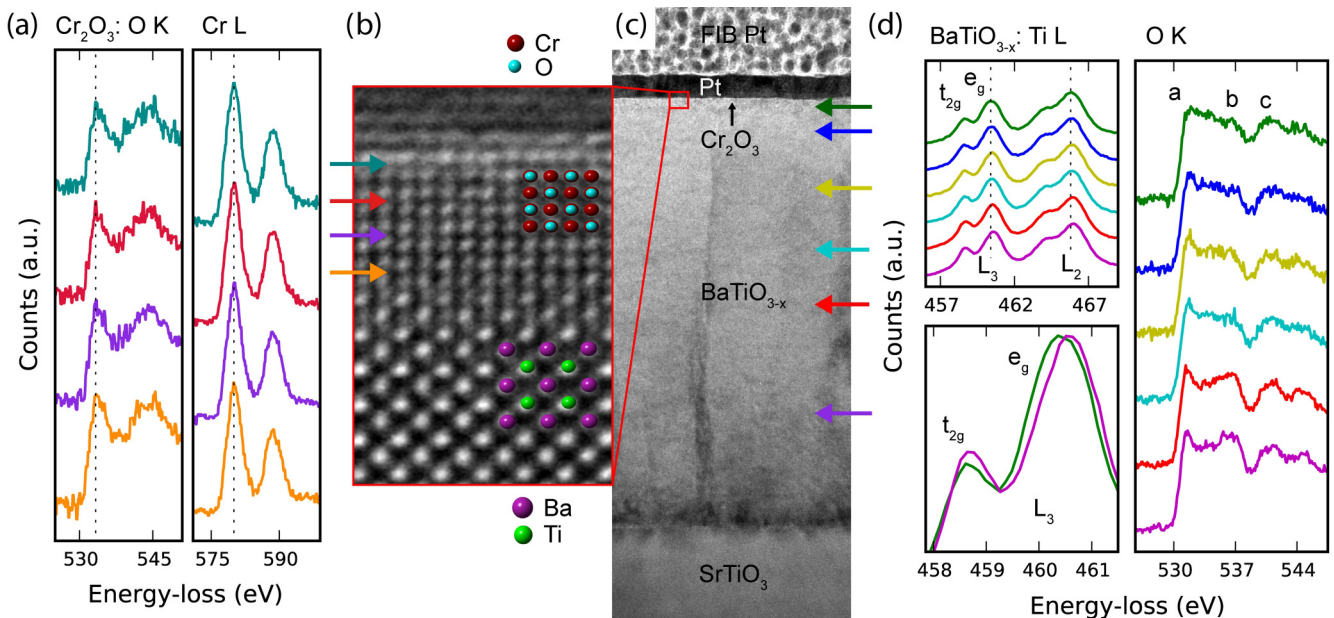 (a)
Cr₂O₃: O K
Cr L
Counts (a.u.)
530
545
575
590
Energy-loss (eV)
(b)
Cr
O
Ba
Ti
(c)
FIB Pt
Pt
Cr₂O₃
BaTiO₃₋ₓ
SrTiO₃
(d)
BaTiO₃₋ₓ: Ti L
O K
Counts (a.u.)
t₂g
e_g
L₃
L₂
457
462
467
e_g
t₂g
L₃
458
459
460
461
a
b
c
530
537
544
Energy-loss (eV)